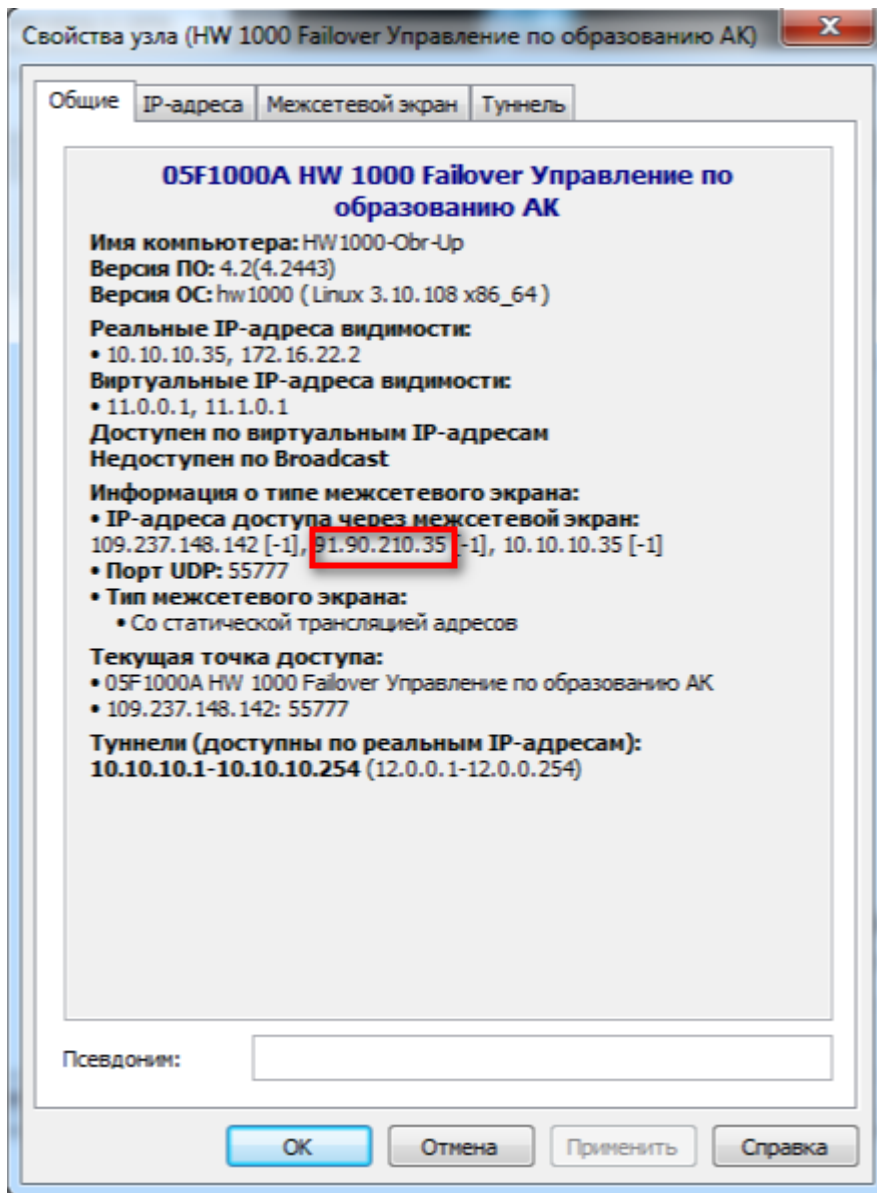 Свойства узла (HW 1000 Failover Управление по образованию АК)
Общие IP-адреса Межсетевой экран Туннель
05F1000A HW 1000 Failover Управление по
образованию АК
Имя компьютера: HW1000-Obr-Up
Версия ПО: 4.2(4.2443)
Версия ОС: hw1000 ( Linux 3.10.108 x86_64 )
Реальные IP-адреса видимости:
• 10.10.10.35, 172.16.22.2
Виртуальные IP-адреса видимости:
• 11.0.0.1, 11.1.0.1
Доступен по виртуальным IP-адресам
Недоступен по Broadcast
Информация о типе межсетевого экрана:
• IP-адреса доступа через межсетевой экран:
109.237.148.142 [-1], 91.90.210.35 [-1], 10.10.10.35 [-1]
• Порт UDP: 55777
• Тип межсетевого экрана:
• Со статической трансляцией адресов
Текущая точка доступа:
• 05F1000A HW 1000 Failover Управление по образованию АК
• 109.237.148.142: 55777
Туннели (доступны по реальным IP-адресам):
10.10.10.1-10.10.10.254 (12.0.0.1-12.0.0.254)
Псевдоним:
OK Отмена Применить Справка